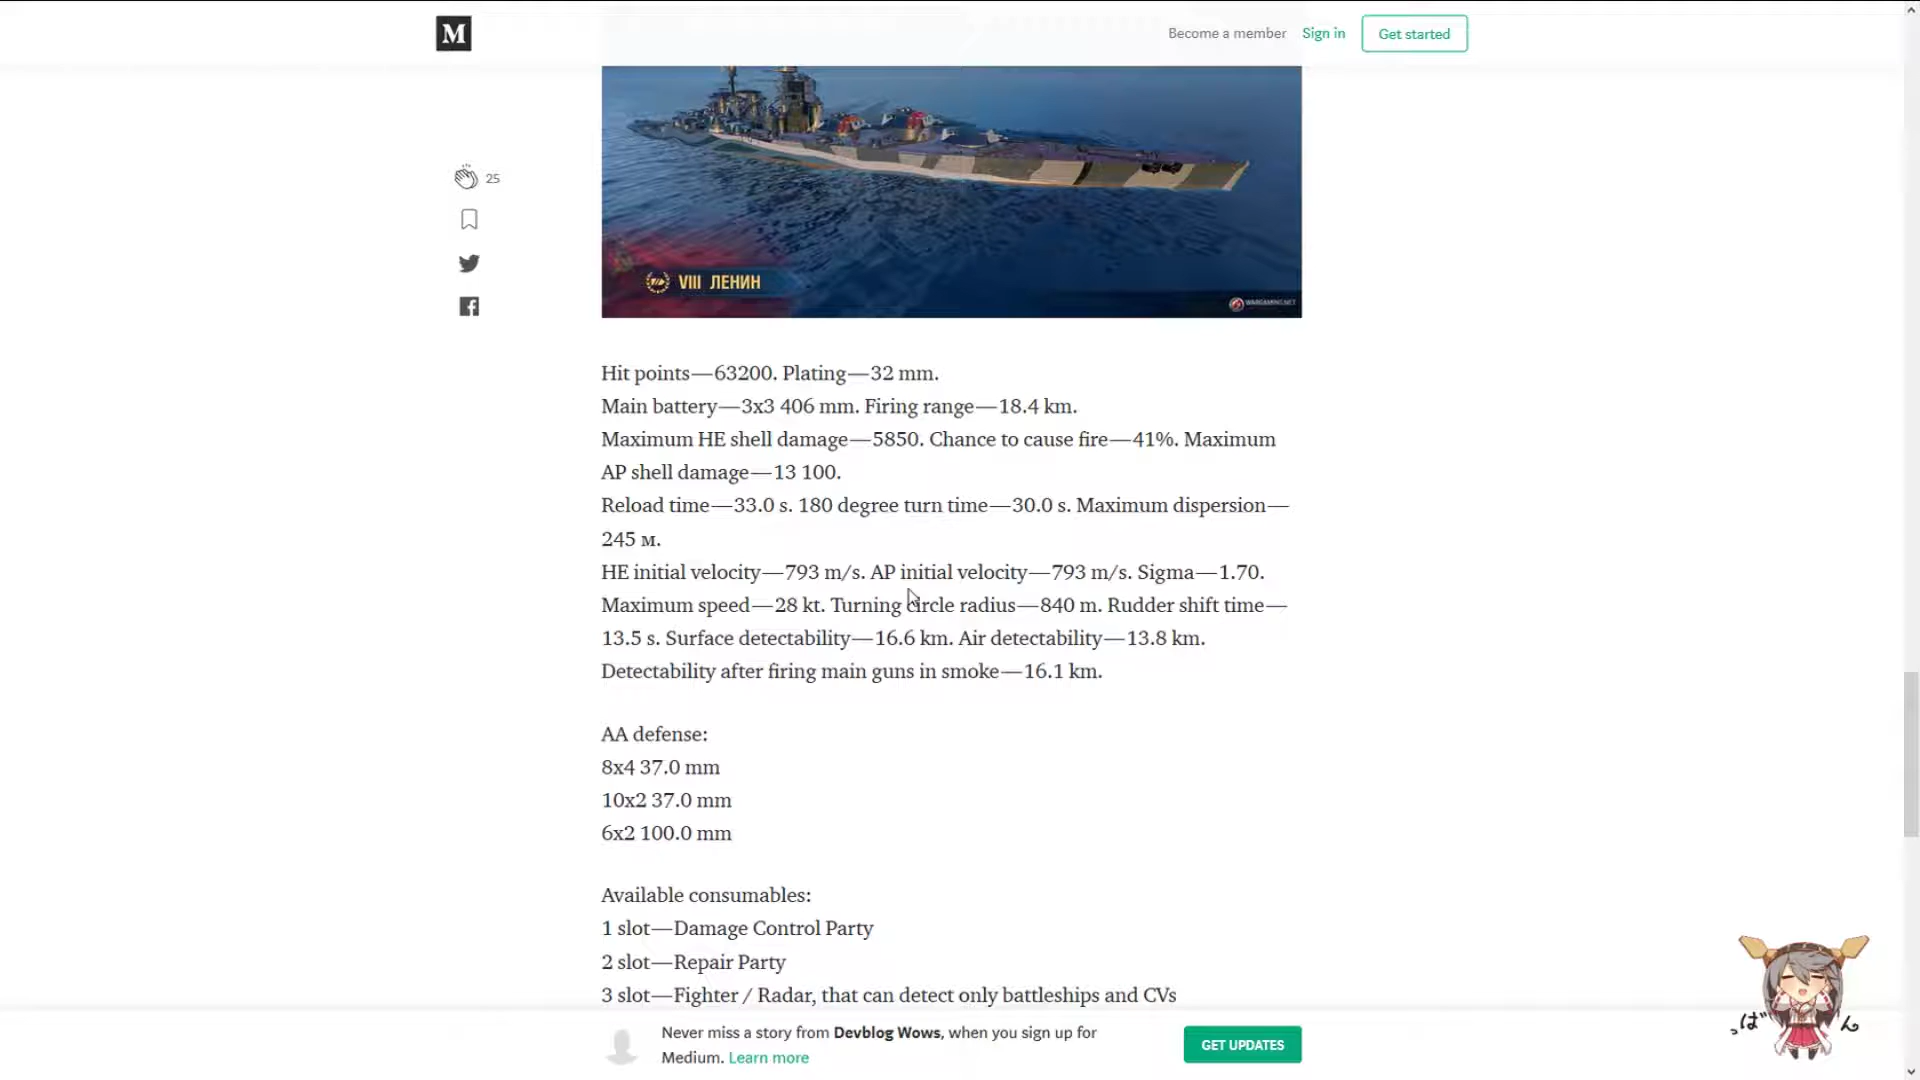 M
Become a member Sign in Get started
25
VIII ЛЕНИН
WARGAMING.NET
Hit points—63200. Plating—32 mm.
Main battery—3x3 406 mm. Firing range—18.4 km.
Maximum HE shell damage—5850. Chance to cause fire—41%. Maximum
AP shell damage—13 100.
Reload time—33.0 s. 180 degree turn time—30.0 s. Maximum dispersion—
245 м.
HE initial velocity—793 m/s. AP initial velocity—793 m/s. Sigma—1.70.
Maximum speed—28 kt. Turning circle radius—840 m. Rudder shift time—
13.5 s. Surface detectability—16.6 km. Air detectability—13.8 km.
Detectability after firing main guns in smoke—16.1 km.
AA defense:
8x4 37.0 mm
10x2 37.0 mm
6x2 100.0 mm
Available consumables:
1 slot—Damage Control Party
2 slot—Repair Party
3 slot—Fighter / Radar, that can detect only battleships and CVs
Never miss a story from Devblog Wows, when you sign up for
Medium. Learn more
GET UPDATES